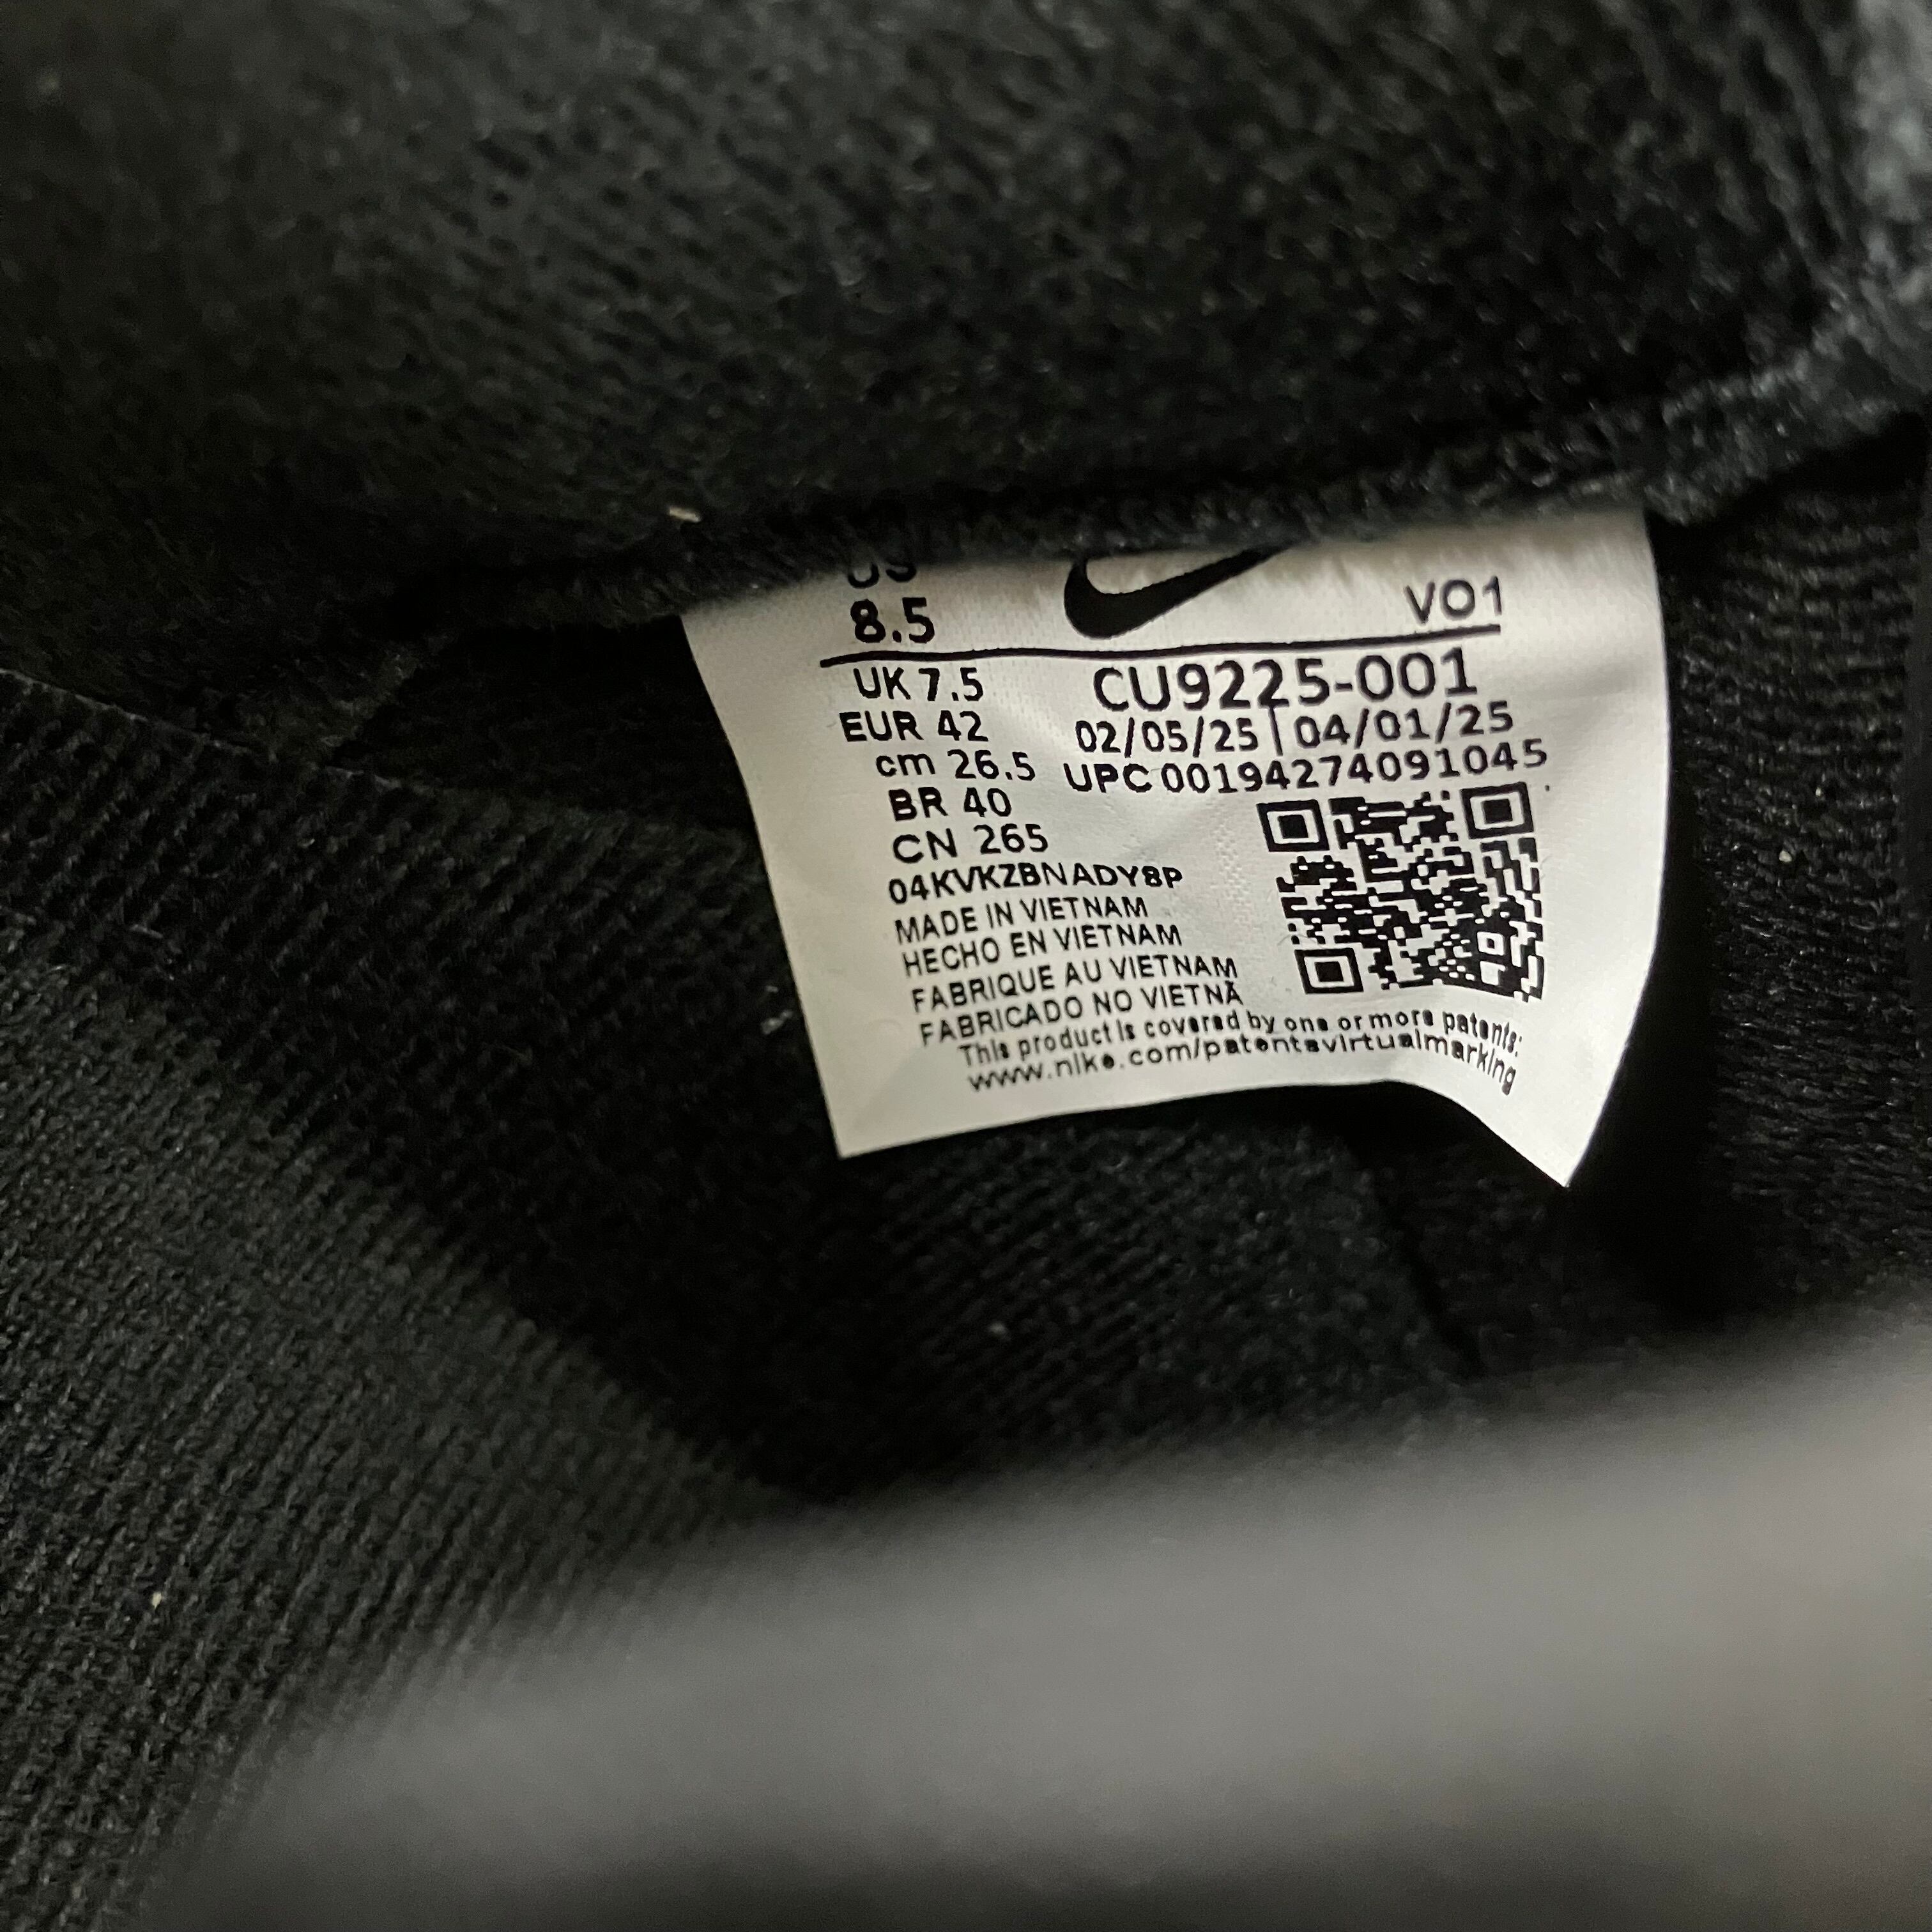 US
8.5
VO1
UK 7.5
CU9225-001
EUR 42
02/05/25 | 04/01/25
cm 26.5
UPC 00194274091045
BR 40
CN 265
04KVKZBNADY8P
MADE IN VIETNAM
HECHO EN VIETNAM
FABRIQUE AU VIETNAM
FABRICADO NO VIETNÃ
This product is covered by one or more patents:
www.nike.com/patentsvirtualmarking